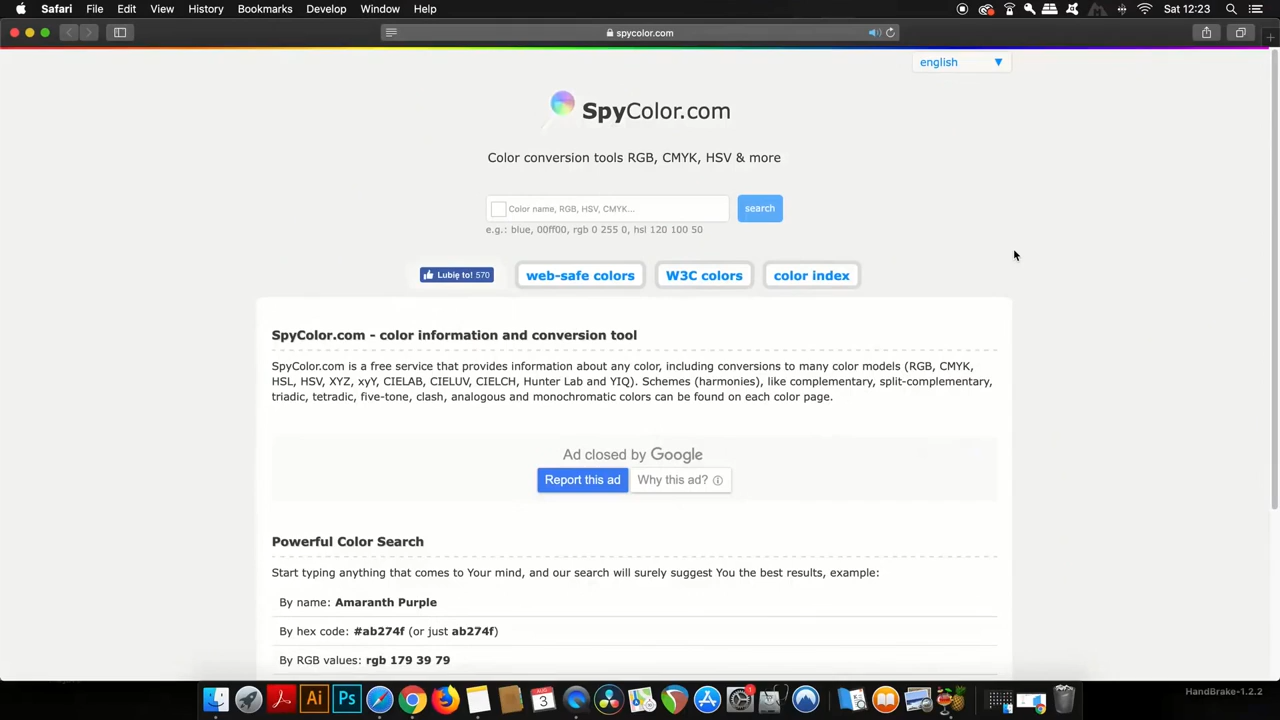 Safari File Edit View History Bookmarks Develop Window Help Sat 12:23
spycolor.com
english ▼
SpyColor.com
Color conversion tools RGB, CMYK, HSV & more
Color name, RGB, HSV, CMYK... search
e.g.: blue, 00ff00, rgb 0 255 0, hsl 120 100 50
Lubię to! 570 web-safe colors W3C colors color index
SpyColor.com - color information and conversion tool
SpyColor.com is a free service that provides information about any color, including conversions to many color models (RGB, CMYK,
HSL, HSV, XYZ, xyY, CIELAB, CIELUV, CIELCH, Hunter Lab and YIQ). Schemes (harmonies), like complementary, split-complementary,
triadic, tetradic, five-tone, clash, analogous and monochromatic colors can be found on each color page.
Ad closed by Google
Report this ad Why this ad?
Powerful Color Search
Start typing anything that comes to Your mind, and our search will surely suggest You the best results, example:
By name: Amaranth Purple
By hex code: #ab274f (or just ab274f)
By RGB values: rgb 179 39 79
Ai Ps AUG 3 1
HandBrake-1.2.2